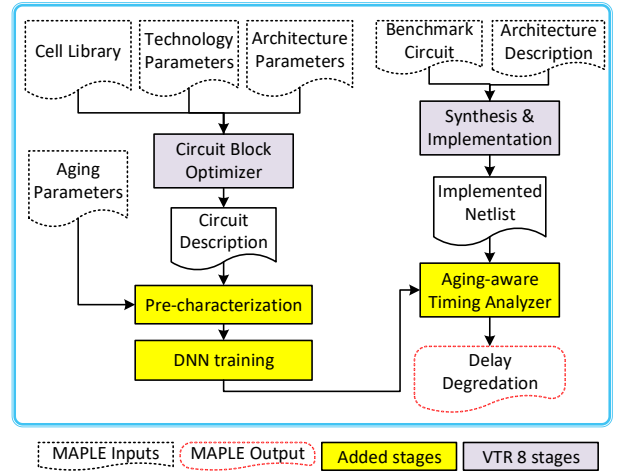 Cell Library
Technology
Parameters
Architecture
Parameters
Benchmark
Circuit
Architecture
Description
Circuit Block
Optimizer
Synthesis &
Implementation
Aging
Parameters
Circuit
Description
Implemented
Netlist
Pre-characterization
Aging-aware
Timing Analyzer
DNN training
Delay
Degredation
MAPLE Inputs
MAPLE Output
Added stages
VTR 8 stages